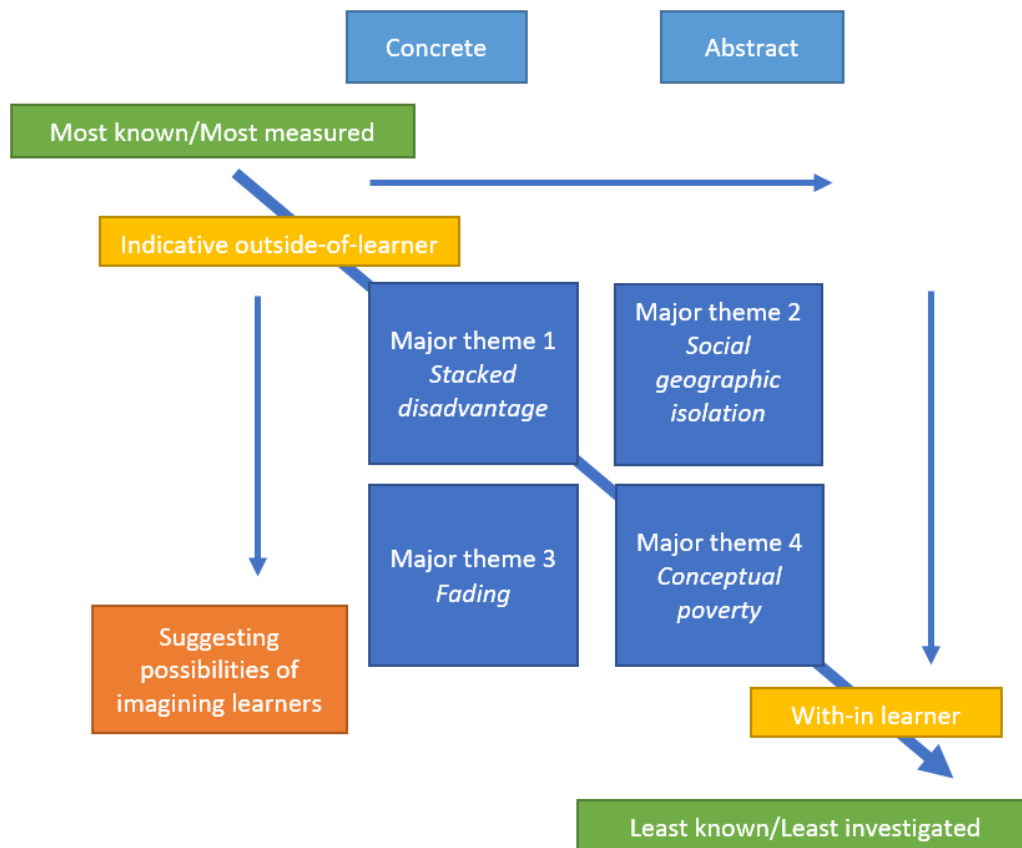 Concrete
Abstract
Most known/Most measured
Indicative outside-of-learner
Major theme 1
Stacked
disadvantage
Major theme 2
Social
geographic
isolation
Major theme 3
Fading
Major theme 4
Conceptual
poverty
Suggesting
possibilities of
imagining learners
With-in learner
Least known/Least investigated